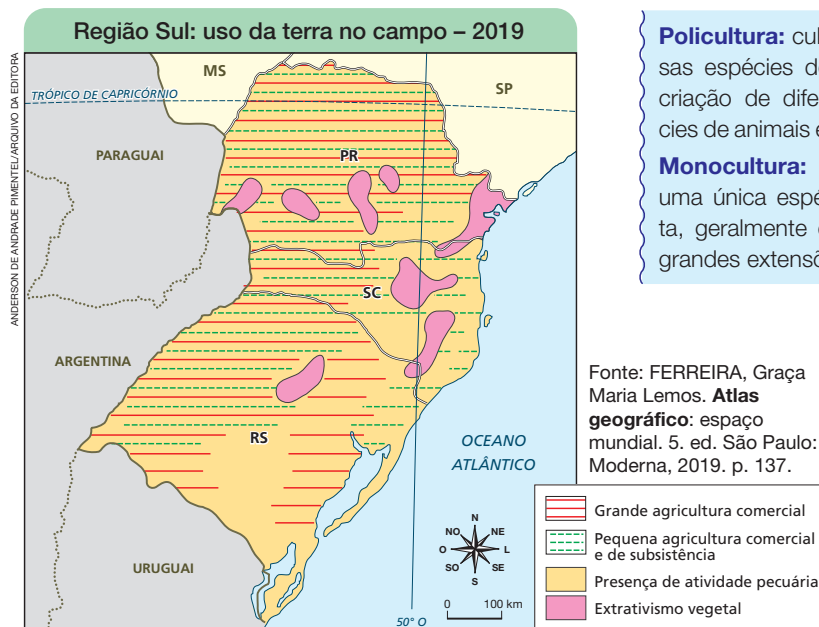 Região Sul: uso da terra no campo – 2019
ANDERSON DE ANDRADE PIMENTEL/ARQUIVO DA EDITORA
MS
SP
TRÓPICO DE CAPRICÓRNIO
PARAGUAI
PR
SC
ARGENTINA
RS
OCEANO
ATLÂNTICO
URUGUAI
50° O
N
NO
NE
O
L
SO
SE
S
0 100 km
Policultura: cul
sas espécies de
criação de dife
cies de animais e
Monocultura:
uma única espé
ta, geralmente
grandes extens
Fonte: FERREIRA, Graça
Maria Lemos. Atlas
geográfico: espaço
mundial. 5. ed. São Paulo:
Moderna, 2019. p. 137.
Grande agricultura comercial
Pequena agricultura comercial
e de subsistência
Presença de atividade pecuária
Extrativismo vegetal